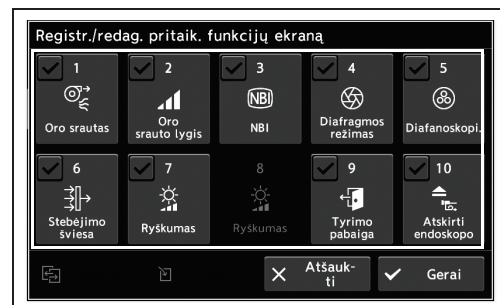 Registr./redag. pritaik. funkcijų ekraną
1
2
3
4
5
Oro srautas
Oro
srauto lygis
NBI
NBI
Diafragmos
režimas
Diafanoskopi.
6
7
8
9
10
Stebėjimo
šviesa
Ryškumas
Ryškumas
Tyrimo
pabaiga
Atskirti
endoskopo
Atšauk-
ti
Gerai